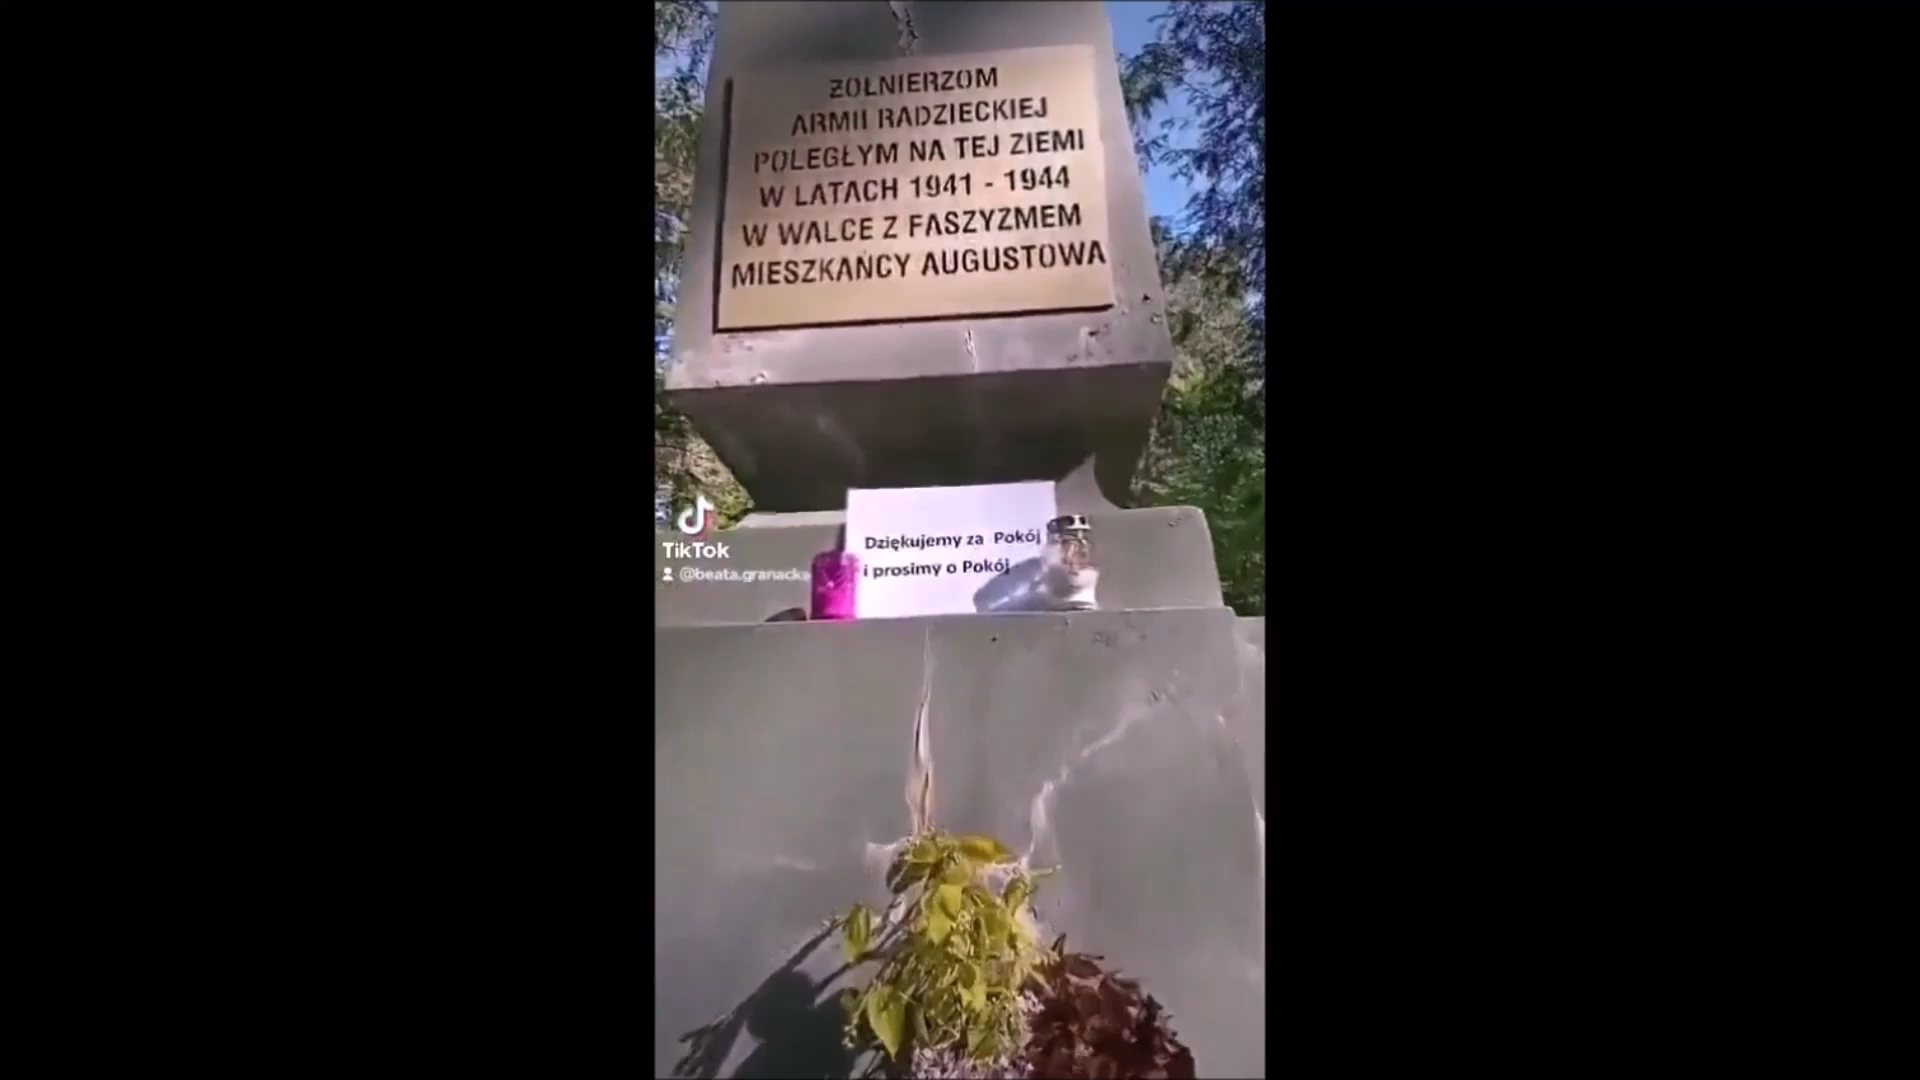 ŻOŁNIERZOM
ARMII RADZIECKIEJ
POLEGŁYM NA TEJ ZIEMI
W LATACH 1941 - 1944
W WALCE Z FASZYZMEM
MIESZKAŃCY AUGUSTOWA
Dziękujemy za Pokój
i prosimy o Pokój
TikTok
@beata.granacka